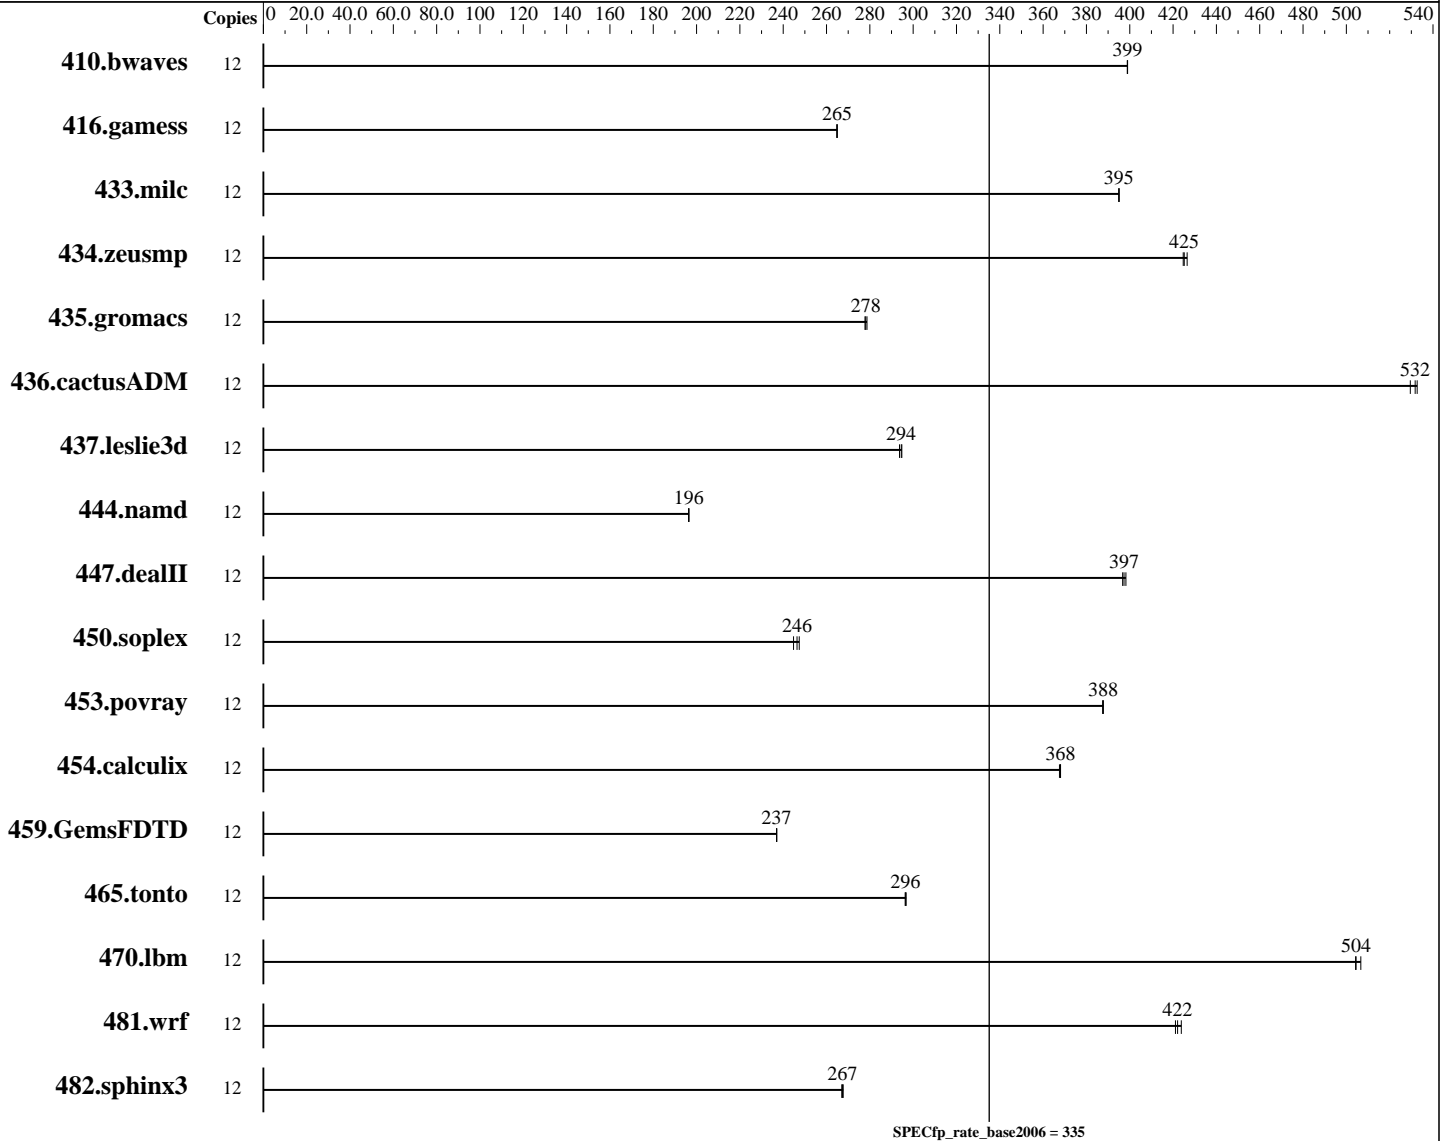 Copies 0 20.0 40.0 60.0 80.0 100 120 140 160 180 200 220 240 260 280 300 320 340 360 380 400 420 440 460 480 500 540
410.bwaves 12 399
416.gamess 12 265
433.milc 12 395
434.zeusmp 12 425
435.gromacs 12 278
436.cactusADM 12 532
437.leslie3d 12 294
444.namd 12 196
447.dealII 12 397
450.soplex 12 246
453.povray 12 388
454.calculix 12 368
459.GemsFDTD 12 237
465.tonto 12 296
470.lbm 12 504
481.wrf 12 422
482.sphinx3 12 267
SPECfp_rate_base2006 = 335